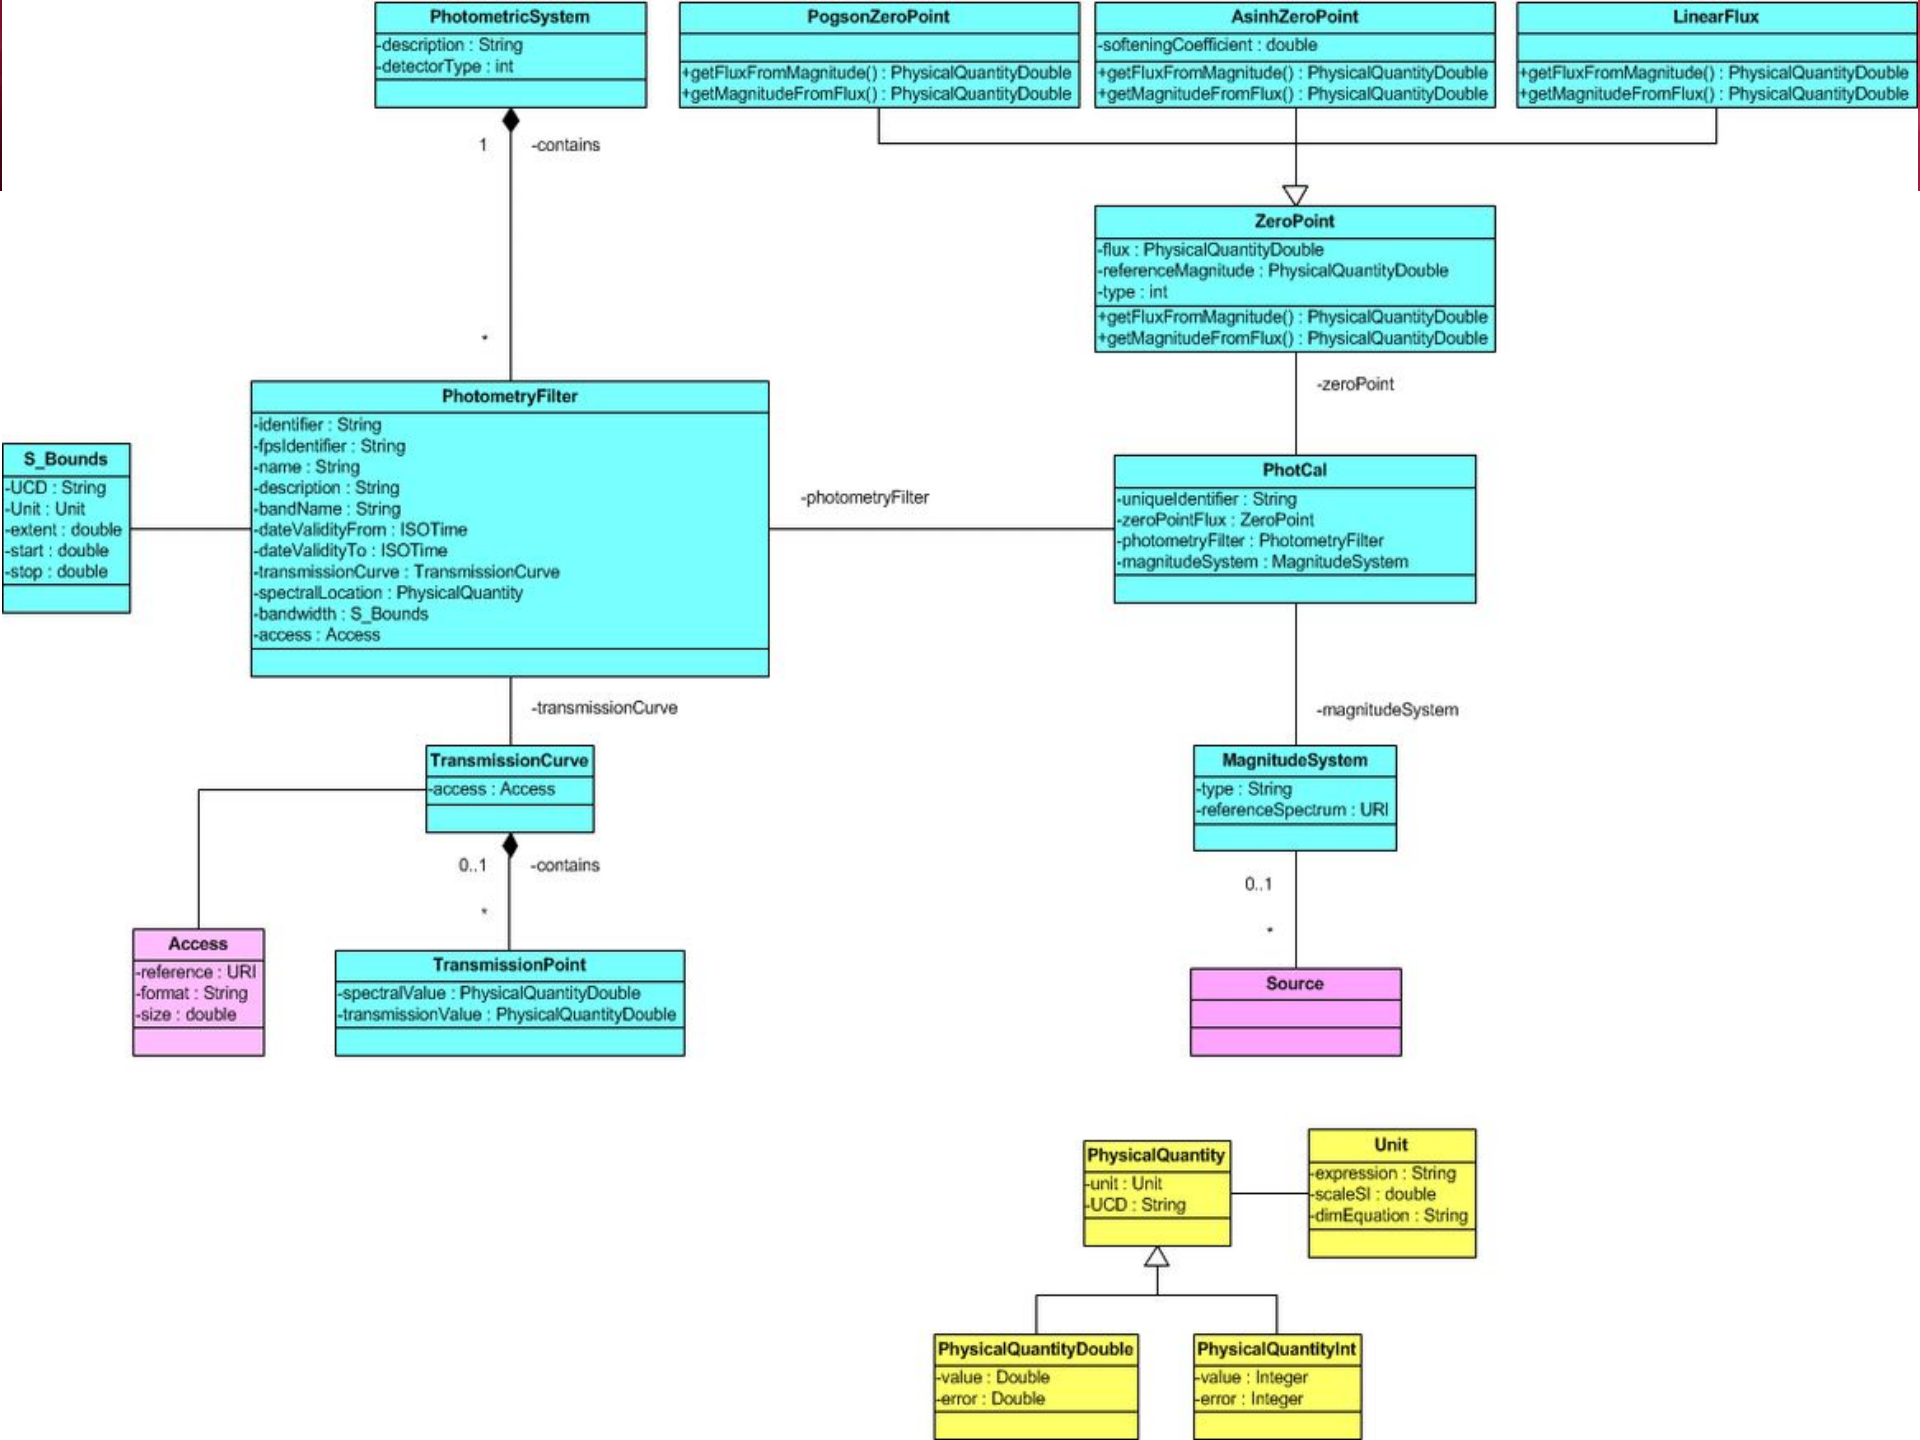 PhotometricSystem
-description : String
-detectorType : int
PogsonZeroPoint
+getFluxFromMagnitude() : PhysicalQuantityDouble
+getMagnitudeFromFlux() : PhysicalQuantityDouble
AsinhZeroPoint
-softeningCoefficient : double
+getFluxFromMagnitude() : PhysicalQuantityDouble
+getMagnitudeFromFlux() : PhysicalQuantityDouble
LinearFlux
+getFluxFromMagnitude() : PhysicalQuantityDouble
+getMagnitudeFromFlux() : PhysicalQuantityDouble
1
-contains
*
ZeroPoint
-flux : PhysicalQuantityDouble
-referenceMagnitude : PhysicalQuantityDouble
-type : int
+getFluxFromMagnitude() : PhysicalQuantityDouble
+getMagnitudeFromFlux() : PhysicalQuantityDouble
-zeroPoint
S_Bounds
-UCD : String
-Unit : Unit
-extent : double
-start : double
-stop : double
PhotometryFilter
-identifier : String
-fpsIdentifier : String
-name : String
-description : String
-bandName : String
-dateValidityFrom : ISOTime
-dateValidityTo : ISOTime
-transmissionCurve : TransmissionCurve
-spectralLocation : PhysicalQuantity
-bandwidth : S_Bounds
-access : Access
-photometryFilter
PhotCal
-uniqueIdentifier : String
-zeroPointFlux : ZeroPoint
-photometryFilter : PhotometryFilter
-magnitudeSystem : MagnitudeSystem
-transmissionCurve
-magnitudeSystem
TransmissionCurve
-access : Access
MagnitudeSystem
-type : String
-referenceSpectrum : URI
0..1
-contains
*
0..1
*
Access
-reference : URI
-format : String
-size : double
TransmissionPoint
-spectralValue : PhysicalQuantityDouble
-transmissionValue : PhysicalQuantityDouble
Source
PhysicalQuantity
-unit : Unit
-UCD : String
Unit
-expression : String
-scaleSI : double
-dimEquation : String
PhysicalQuantityDouble
-value : Double
-error : Double
PhysicalQuantityInt
-value : Integer
-error : Integer